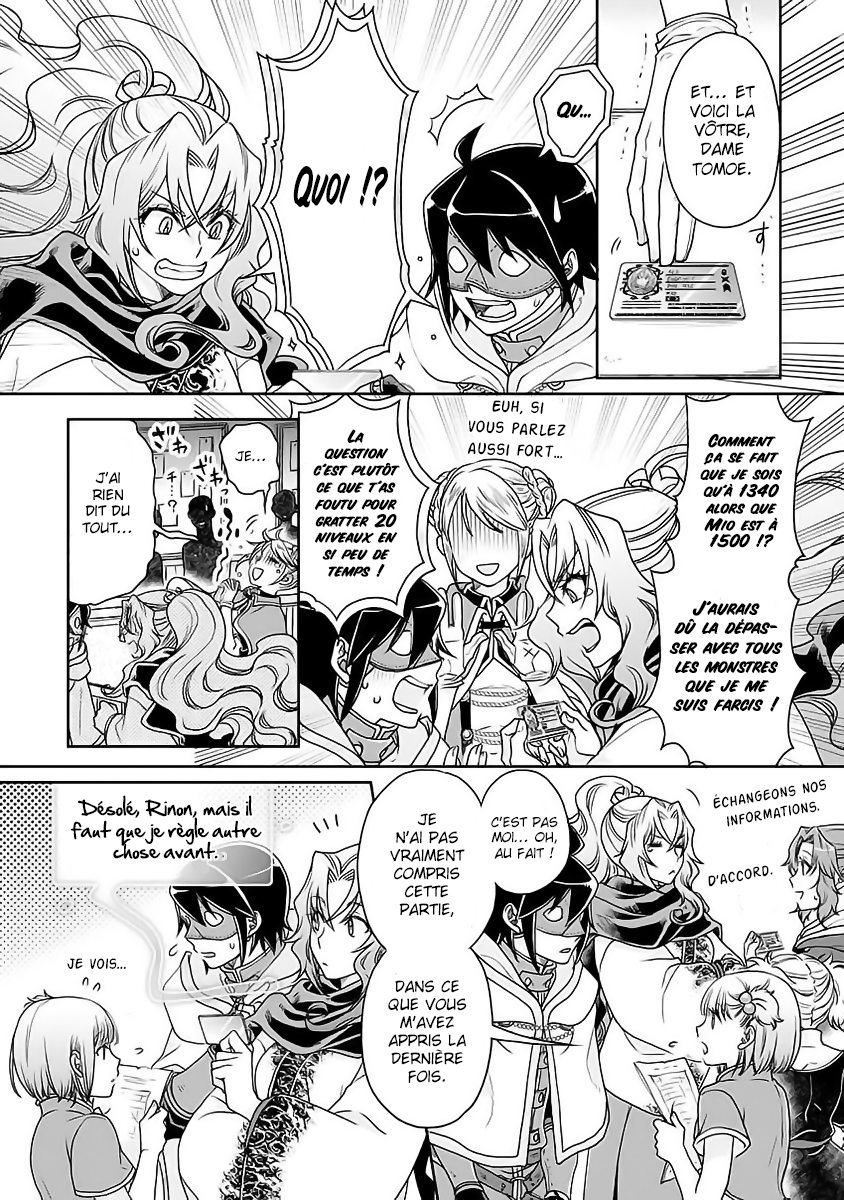 ET... ET
VOICI LA
VÔTRE,
DAME
TOMOE.
QU...
QUOI !?
す
COMMENT
ÇA SE FAIT
QUE JE SOIS
QU'À 1340
ALORS QUE
MIO EST À
1500 !?
J'AURAIS
DÛ LA DÉPAS-
SER AVEC TOUS
LES MONSTRES
QUE JE ME
SUIS FARCIS !
EUH, SI
VOUS PARLEZ
AUSSI FORT...
LA
QUESTION
C'EST PLUTÔT
CE QUE T'AS
FOUTU POUR
GRATTER 20
NIVEAUX EN
SI PEU DE
TEMPS !
JE...
ざわ
ざわ
J'AI
RIEN
DIT DU
TOUT...
ÉCHANGEONS NOS
INFORMATIONS.
D'ACCORD.
C'EST PAS
MOI... OH,
AU FAIT !
JE
N'AI PAS
VRAIMENT
COMPRIS
CETTE
PARTIE,
DANS CE
QUE VOUS
M'AVEZ
APPRIS LA
DERNIÈRE
FOIS.
Désolé, Rinon, mais il
faut que je règle autre
chose avant.
JE VOIS...